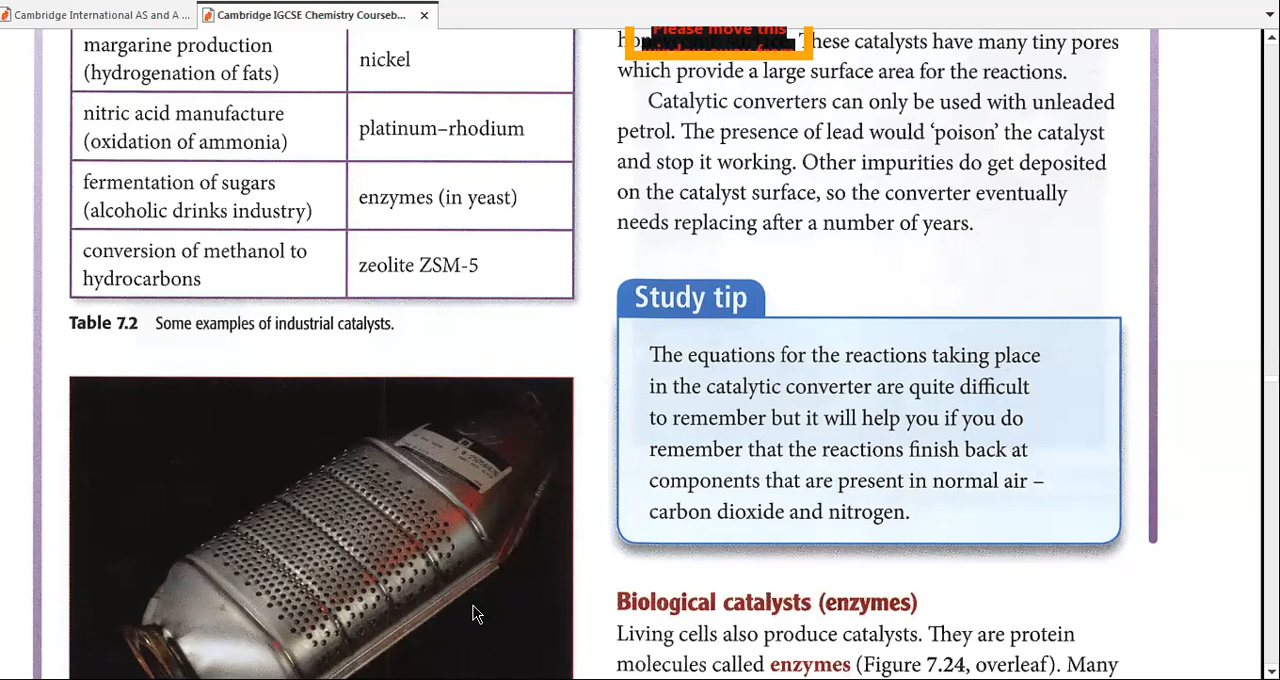 Cambridge International AS and A ...
Cambridge IGCSE Chemistry Courseb...
margarine production
(hydrogenation of fats)
nickel
nitric acid manufacture
(oxidation of ammonia)
platinum–rhodium
fermentation of sugars
(alcoholic drinks industry)
enzymes (in yeast)
conversion of methanol to
hydrocarbons
zeolite ZSM-5
Table 7.2 Some examples of industrial catalysts.
Please move this
These catalysts have many tiny pores
which provide a large surface area for the reactions.
Catalytic converters can only be used with unleaded
petrol. The presence of lead would ‘poison’ the catalyst
and stop it working. Other impurities do get deposited
on the catalyst surface, so the converter eventually
needs replacing after a number of years.
Study tip
The equations for the reactions taking place
in the catalytic converter are quite difficult
to remember but it will help you if you do
remember that the reactions finish back at
components that are present in normal air –
carbon dioxide and nitrogen.
Biological catalysts (enzymes)
Living cells also produce catalysts. They are protein
molecules called enzymes (Figure 7.24, overleaf). Many